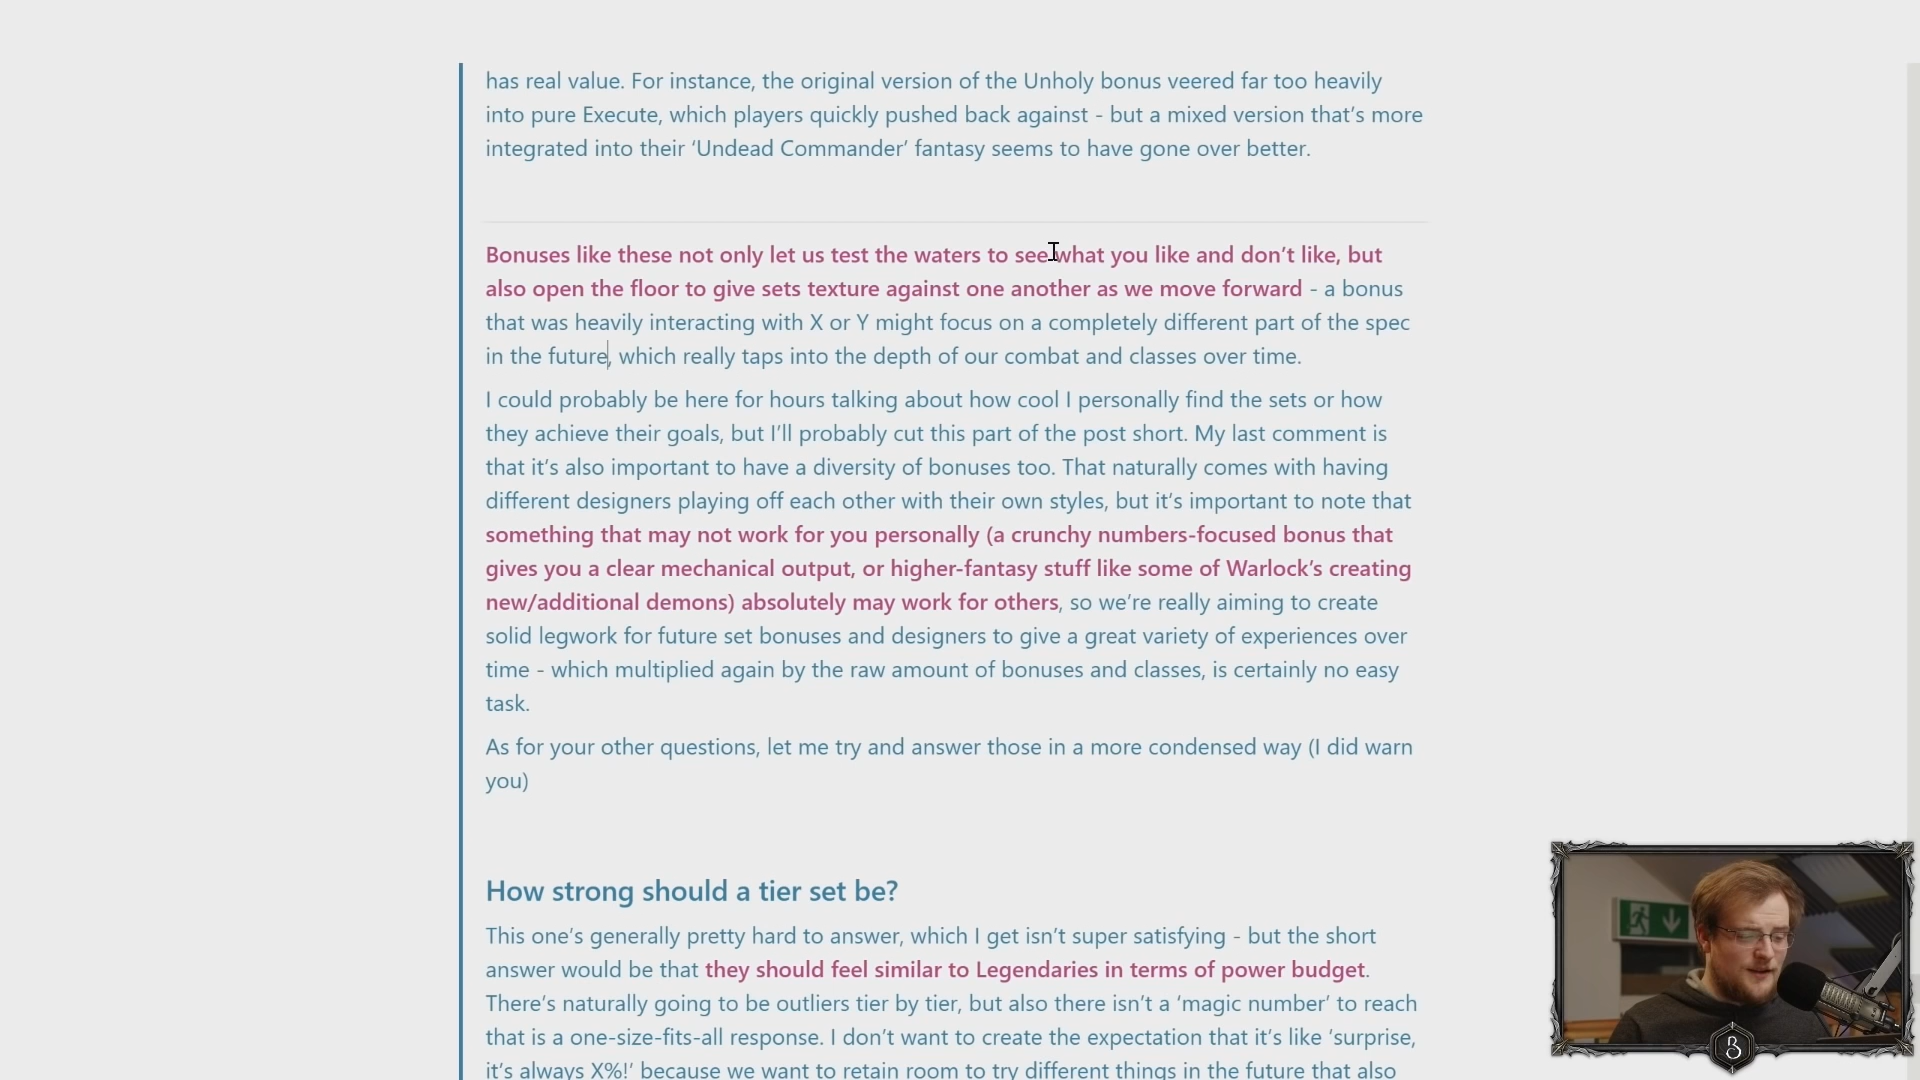 has real value. For instance, the original version of the Unholy bonus veered far too heavily
into pure Execute, which players quickly pushed back against - but a mixed version that’s more
integrated into their ‘Undead Commander’ fantasy seems to have gone over better.
Bonuses like these not only let us test the waters to see what you like and don’t like, but
also open the floor to give sets texture against one another as we move forward - a bonus
that was heavily interacting with X or Y might focus on a completely different part of the spec
in the future, which really taps into the depth of our combat and classes over time.
I could probably be here for hours talking about how cool I personally find the sets or how
they achieve their goals, but I’ll probably cut this part of the post short. My last comment is
that it’s also important to have a diversity of bonuses too. That naturally comes with having
different designers playing off each other with their own styles, but it’s important to note that
something that may not work for you personally (a crunchy numbers-focused bonus that
gives you a clear mechanical output, or higher-fantasy stuff like some of Warlock’s creating
new/additional demons) absolutely may work for others, so we’re really aiming to create
solid legwork for future set bonuses and designers to give a great variety of experiences over
time - which multiplied again by the raw amount of bonuses and classes, is certainly no easy
task.
As for your other questions, let me try and answer those in a more condensed way (I did warn
you)
How strong should a tier set be?
This one’s generally pretty hard to answer, which I get isn’t super satisfying - but the short
answer would be that they should feel similar to Legendaries in terms of power budget.
There’s naturally going to be outliers tier by tier, but also there isn’t a ‘magic number’ to reach
that is a one-size-fits-all response. I don’t want to create the expectation that it’s like ‘surprise,
it’s always X%!’ because we want to retain room to try different things in the future that also
B